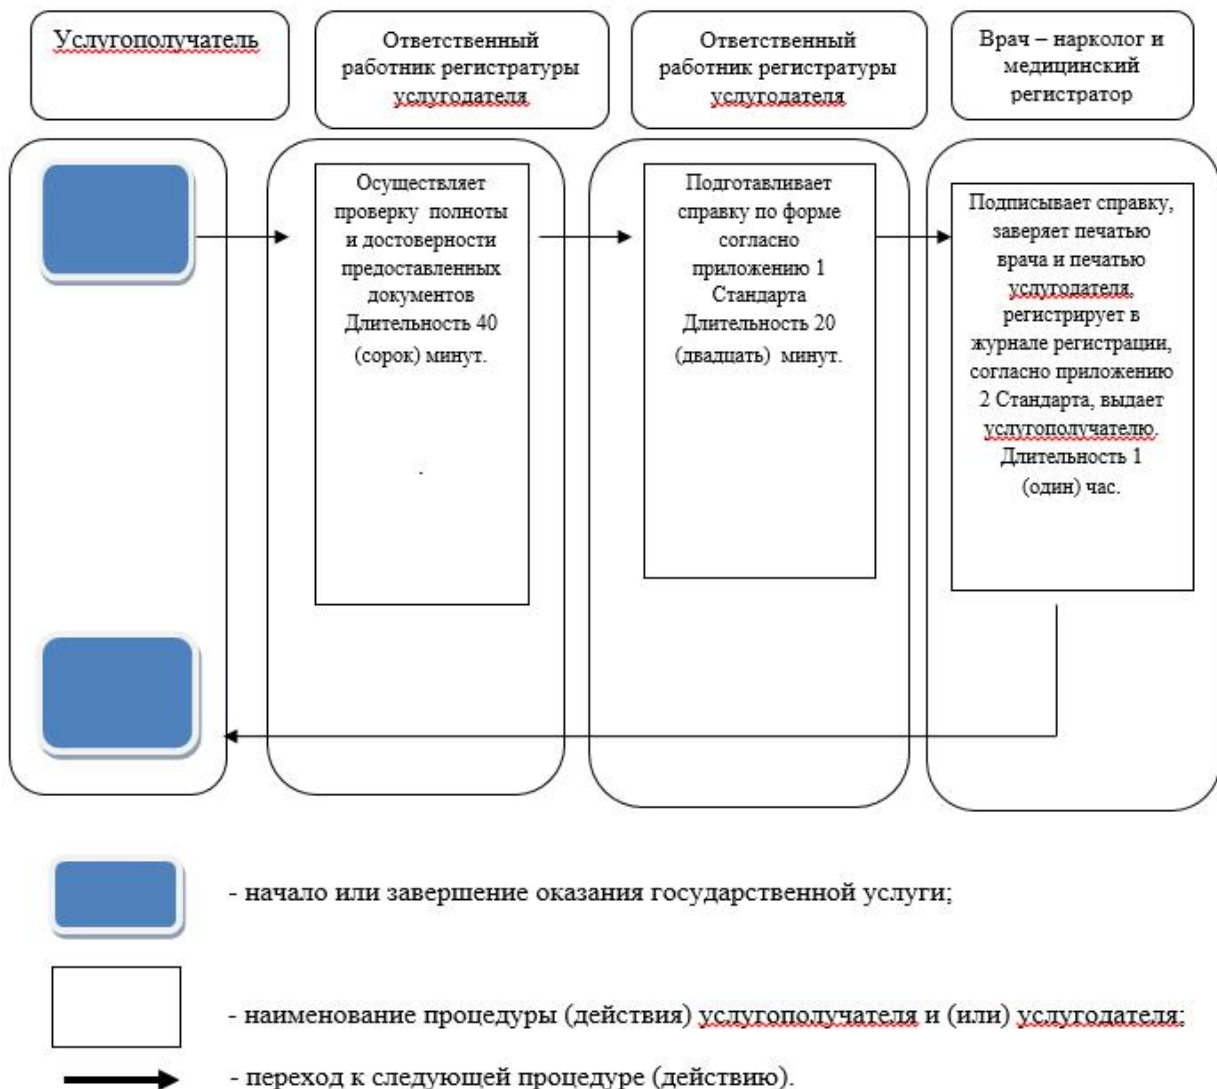 Услугополучатель
Ответственный
работник регистратуры
услугодателя
Ответственный
работник регистратуры
услугодателя
Врач – нарколог и
медицинский
регистратор
Осуществляет
проверку полноты
и достоверности
предоставленных
документов
Длительность 40
(сорок) минут.
.
Подготавливает
справку по форме
согласно
приложению 1
Стандарта
Длительность 20
(двадцать) минут.
Подписывает справку,
заверяет печатью
врача и печатью
услугодателя,
регистрирует в
журнале регистрации,
согласно приложению
2 Стандарта, выдает
услугополучателю.
Длительность 1
(один) час.
- начало или завершение оказания государственной услуги;
- наименование процедуры (действия) услугополучателя и (или) услугодателя;
- переход к следующей процедуре (действию).